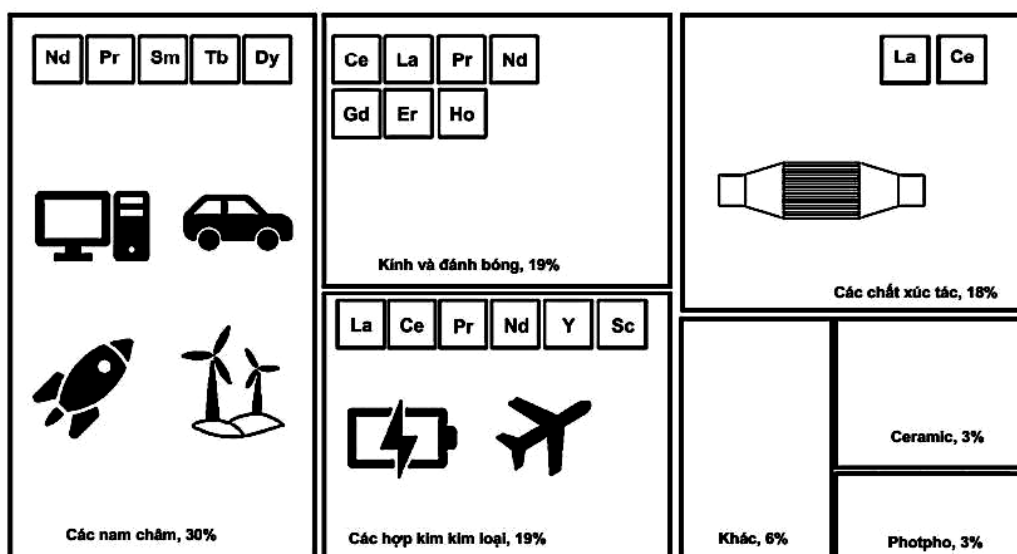 Nd Pr Sm Tb Dy
Các nam châm, 30%
Ce La Pr Nd
Gd Er Ho
Kính và đánh bóng, 19%
La Ce Pr Nd Y Sc
Các hợp kim kim loại, 19%
La Ce
Các chất xúc tác, 18%
Khác, 6%
Ceramic, 3%
Photpho, 3%